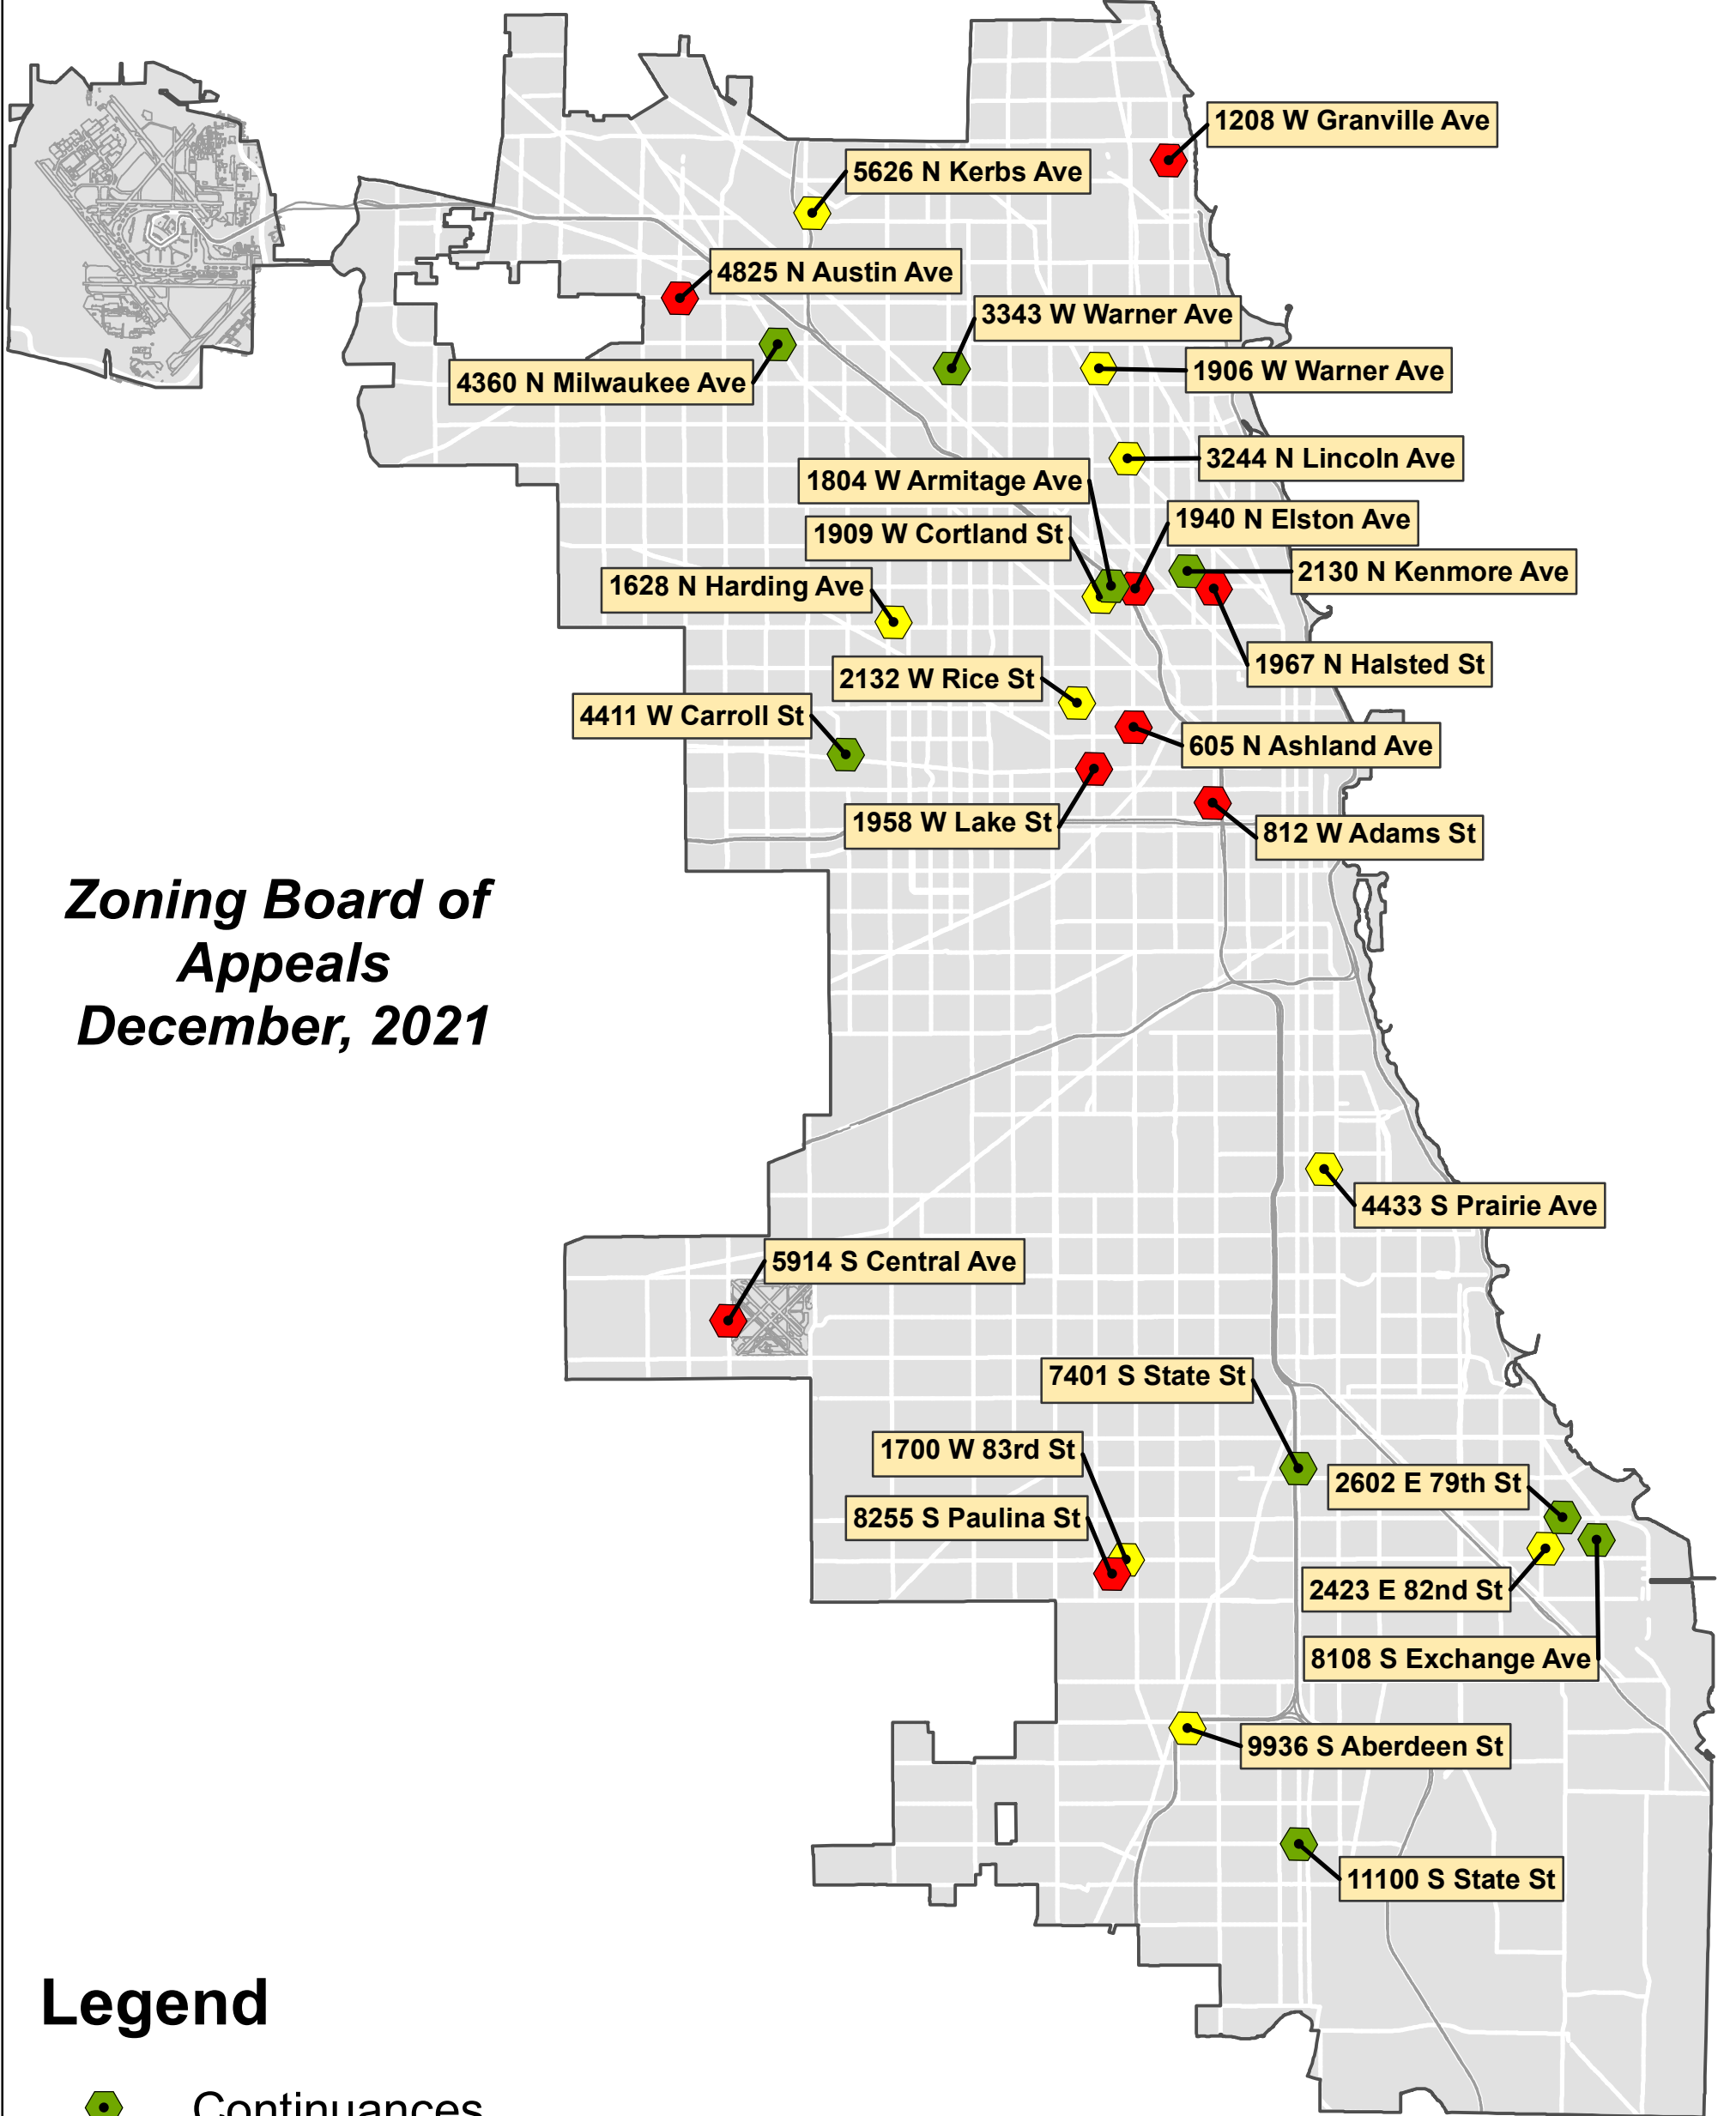 1208 W Granville Ave
5626 N Kerbs Ave
4825 N Austin Ave
3343 W Warner Ave
1906 W Warner Ave
4360 N Milwaukee Ave
3244 N Lincoln Ave
1804 W Armitage Ave
1940 N Elston Ave
1909 W Cortland St
2130 N Kenmore Ave
1628 N Harding Ave
1967 N Halsted St
2132 W Rice St
4411 W Carroll St
605 N Ashland Ave
1958 W Lake St
812 W Adams St
Zoning Board of
Appeals
December, 2021
4433 S Prairie Ave
5914 S Central Ave
7401 S State St
1700 W 83rd St
2602 E 79th St
8255 S Paulina St
2423 E 82nd St
8108 S Exchange Ave
9936 S Aberdeen St
11100 S State St
Legend
Continuances